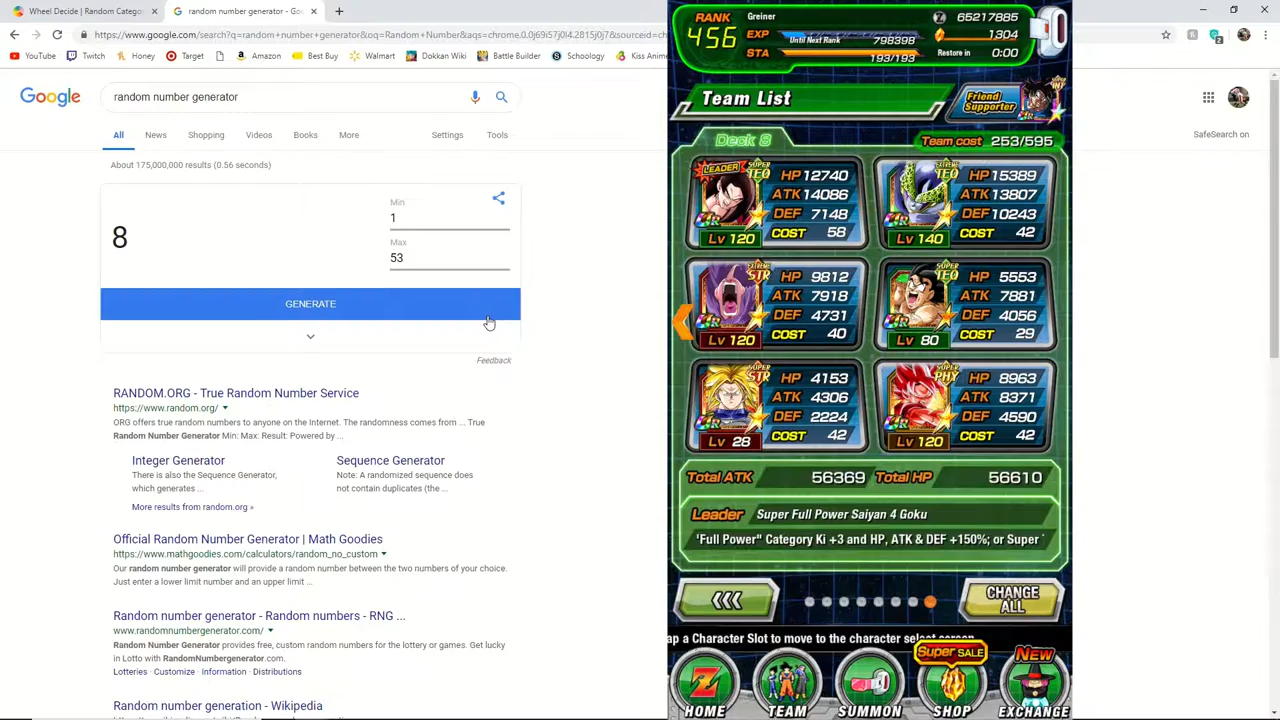 Wheel Decide | Random Categ
random number generator - Goo
https://www.google.com/search?q=random+number+generator&oq=Random+Number&aqs=chrome.0.0j69i57j0l4.2815j0j7&sourceid=ch
YouTube
Twitch
Honey
Amazon
Best Buy
Walmart
Dokkan Wiki
Battle Builder
Schoology
Kiss Anime
Google
random number generator
All
News
Shopping
Videos
Books
More
Settings
Tools
SafeSearch on
About 175,000,000 results (0.56 seconds)
8
Min
1
Max
53
GENERATE
Feedback
RANDOM.ORG - True Random Number Service
https://www.random.org/
ORG offers true random numbers to anyone on the Internet. The randomness comes from ... True
Random Number Generator Min: Max: Result: Powered by ...
Integer Generator
There is also the Sequence Generator,
which generates ...
Sequence Generator
Note: A randomized sequence does
not contain duplicates (the ...
More results from random.org »
Official Random Number Generator | Math Goodies
https://www.mathgoodies.com/calculators/random_no_custom
Our random number generator will provide a random number between the two numbers of your choice.
Just enter a lower limit number and an upper limit ...
Random Number Generator - Random numbers - RNG ...
www.randomnumbergenerator.com/
Random Number Generator provides free, custom random numbers for the lottery or games. Get lucky
in Lotto with RandomNumbergenerator.com.
Lotteries · Customize · Information · Distributions
Random number generation - Wikipedia
RANK
456
Greiner
EXP
Until Next Rank
798398
STA
193/193
65217885
1304
Restore in
0:00
Team List
Friend
Supporter
Deck 8
Team cost 253/595
LEADER
SUPER
TEQ
UR
Lv 120
HP 12740
ATK 14086
DEF 7148
COST 58
EXTREME
TEQ
Lv 140
HP 15389
ATK 13807
DEF 10243
COST 42
EXTREME
STR
Lv 120
HP 9812
ATK 7918
DEF 4731
COST 40
SUPER
TEQ
Lv 80
HP 5553
ATK 7881
DEF 4056
COST 29
SUPER
STR
Lv 28
HP 4153
ATK 4306
DEF 2224
COST 42
SUPER
PHY
Lv 120
HP 8963
ATK 8371
DEF 4590
COST 42
Total ATK 56369
Total HP 56610
Leader
Super Full Power Saiyan 4 Goku
"Full Power" Category Ki +3 and HP, ATK & DEF +150%; or Super
CHANGE
ALL
ap a Character Slot to move to the character select screen
HOME
TEAM
SUMMON
Super SALE
SHOP
New
EXCHANGE